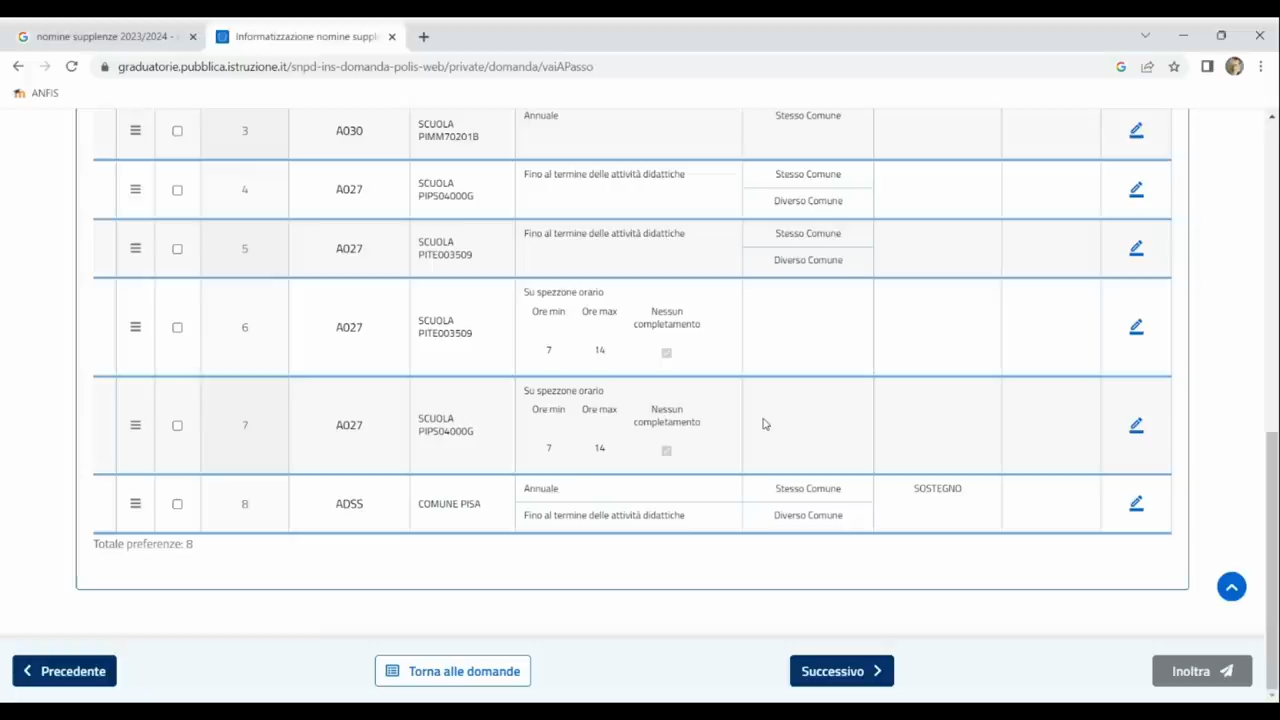 nomine supplenze 2023/2024 -
Informatizzazione nomine supple
graduatorie.pubblica.istruzione.it/snpd-ins-domanda-polis-web/private/domanda/vaiAPasso
ANFIS
3 A030 SCUOLA PIMM70201B Annuale Stesso Comune
4 A027 SCUOLA PIPS04000G Fino al termine delle attività didattiche Stesso Comune
Diverso Comune
5 A027 SCUOLA PITE003509 Fino al termine delle attività didattiche Stesso Comune
Diverso Comune
Su spezzone orario
Ore min Ore max Nessun completamento
6 A027 SCUOLA PITE003509
7 14
Su spezzone orario
Ore min Ore max Nessun completamento
7 A027 SCUOLA PIPS04000G
7 14
8 ADSS COMUNE PISA Annuale Stesso Comune SOSTEGNO
Fino al termine delle attività didattiche Diverso Comune
Totale preferenze: 8
Precedente Torna alle domande Successivo Inoltra